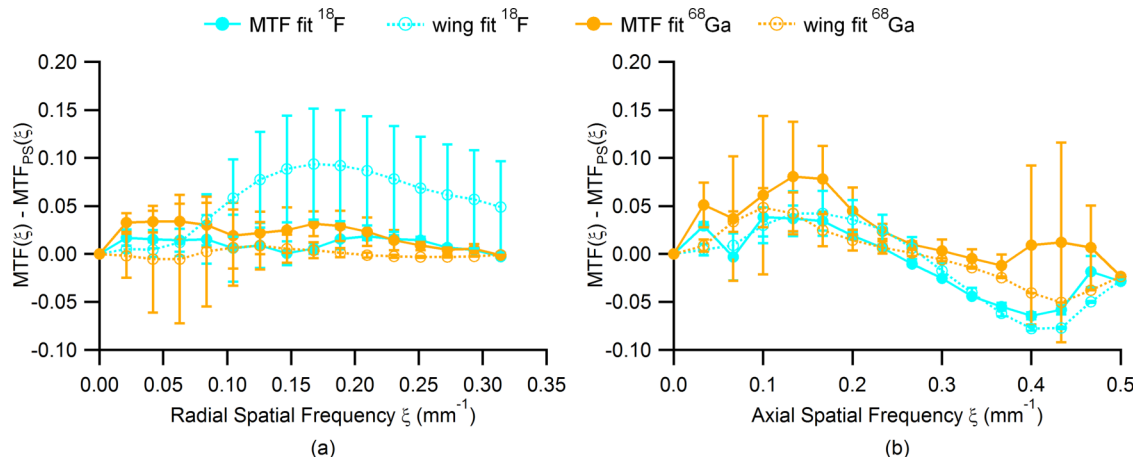 MTF fit ¹⁸F wing fit ¹⁸F MTF fit ⁶⁸Ga wing fit ⁶⁸Ga
MTF(ξ) - MTF_PS(ξ)
0.20
0.15
0.10
0.05
0.00
-0.05
-0.10
0.00 0.05 0.10 0.15 0.20 0.25 0.30 0.35
Radial Spatial Frequency ξ (mm⁻¹)
(a)
MTF(ξ) - MTF_PS(ξ)
0.20
0.15
0.10
0.05
0.00
-0.05
-0.10
0.0 0.1 0.2 0.3 0.4 0.5
Axial Spatial Frequency ξ (mm⁻¹)
(b)